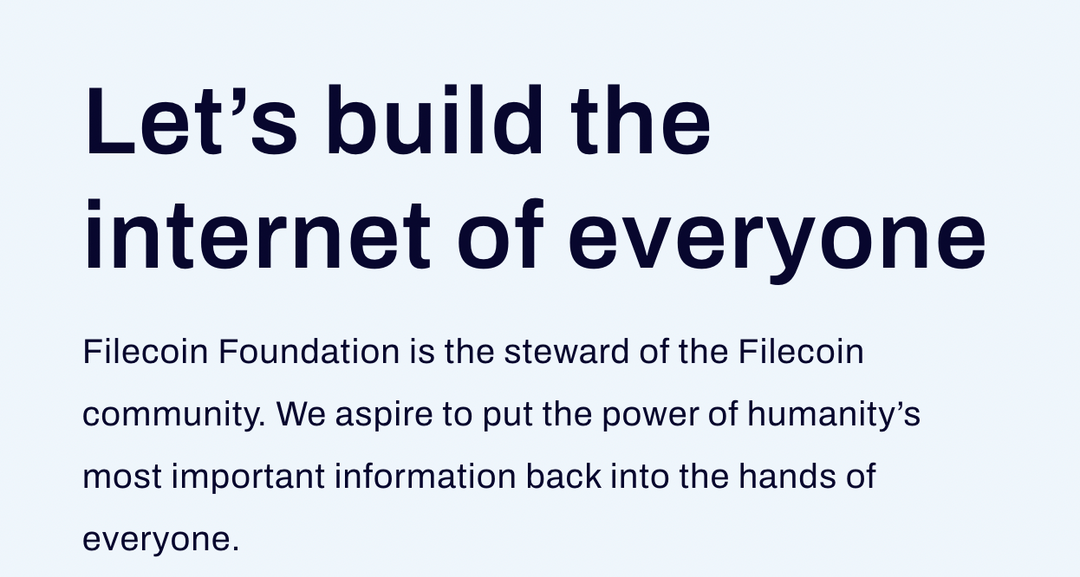 Let’s build the
internet of everyone
Filecoin Foundation is the steward of the Filecoin
community. We aspire to put the power of humanity’s
most important information back into the hands of
everyone.